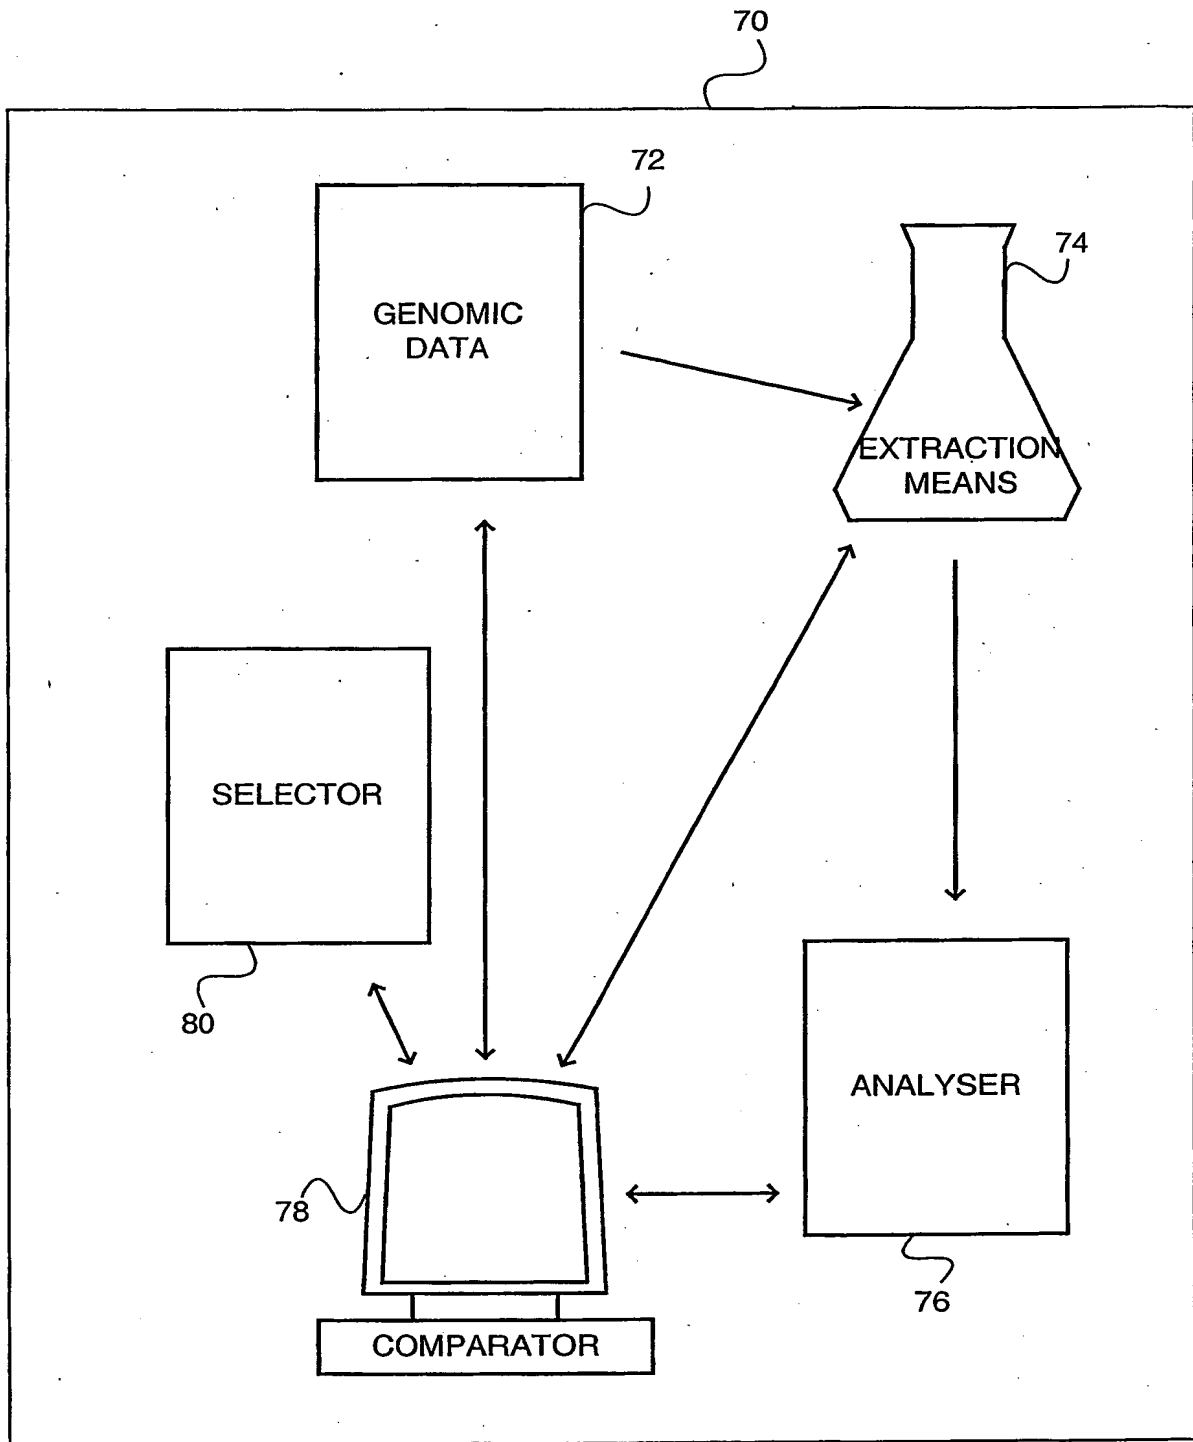 70
72
74
GENOMIC
DATA
EXTRACTION
MEANS
SELECTOR
80
ANALYSER
78
76
COMPARATOR